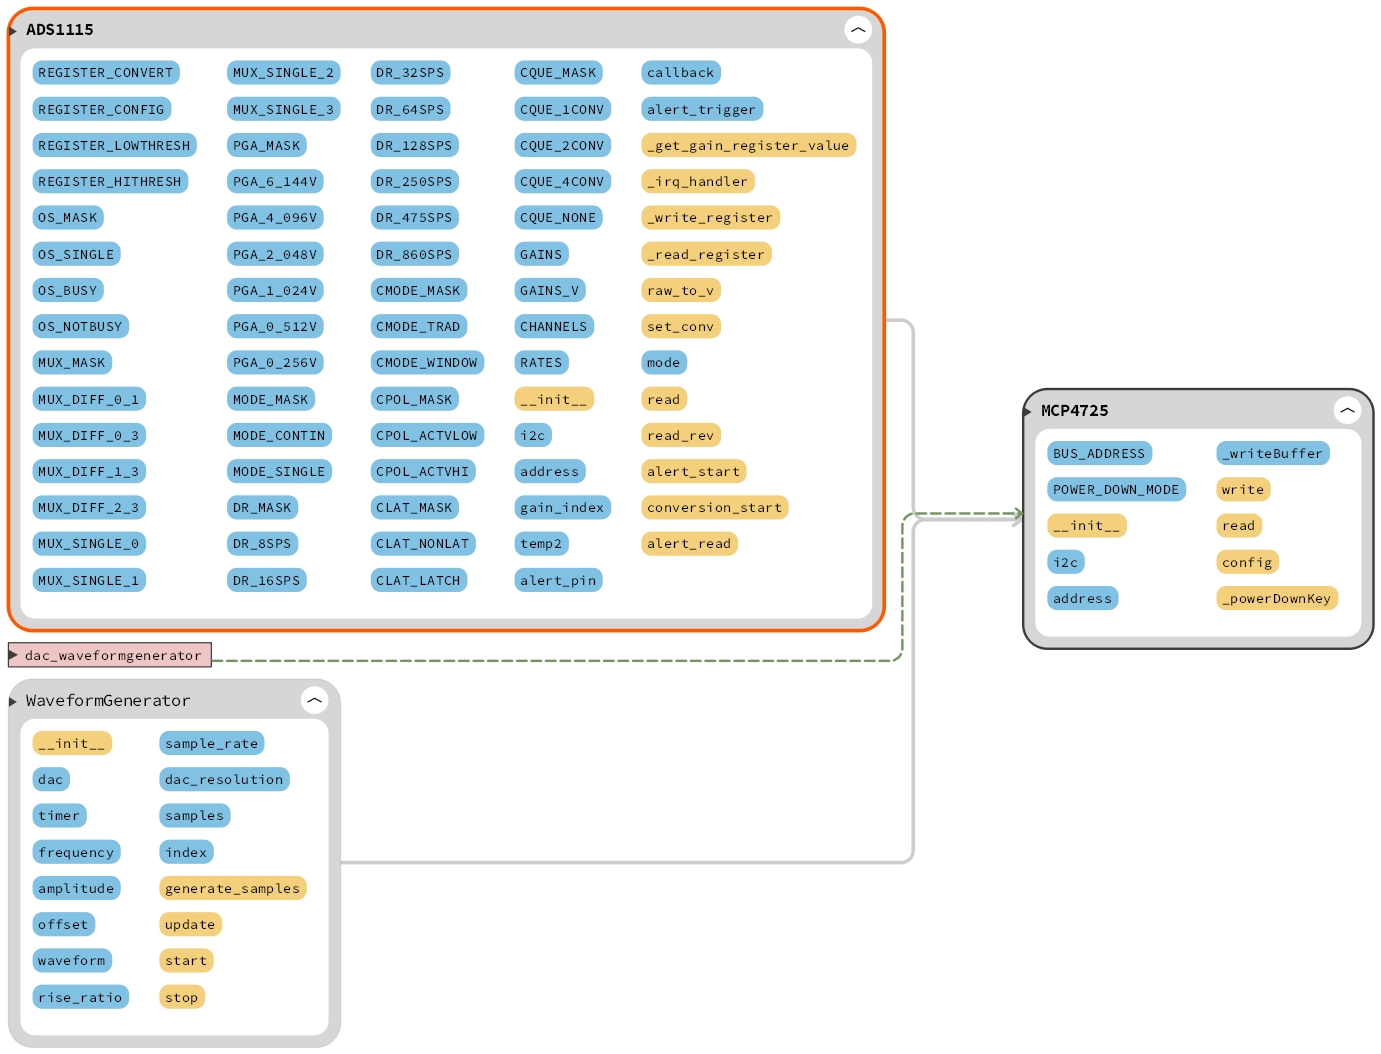 ADS1115
REGISTER_CONVERT
REGISTER_CONFIG
REGISTER_LOWTHRESH
REGISTER_HITHRESH
OS_MASK
OS_SINGLE
OS_BUSY
OS_NOTBUSY
MUX_MASK
MUX_DIFF_0_1
MUX_DIFF_0_3
MUX_DIFF_1_3
MUX_DIFF_2_3
MUX_SINGLE_0
MUX_SINGLE_1
MUX_SINGLE_2
MUX_SINGLE_3
PGA_MASK
PGA_6_144V
PGA_4_096V
PGA_2_048V
PGA_1_024V
PGA_0_512V
PGA_0_256V
MODE_MASK
MODE_CONTIN
MODE_SINGLE
DR_MASK
DR_8SPS
DR_16SPS
DR_32SPS
DR_64SPS
DR_128SPS
DR_250SPS
DR_475SPS
DR_860SPS
CMODE_MASK
CMODE_TRAD
CMODE_WINDOW
CPOL_MASK
CPOL_ACTVLOW
CPOL_ACTVHI
CLAT_MASK
CLAT_NONLAT
CLAT_LATCH
CQUE_MASK
CQUE_1CONV
CQUE_2CONV
CQUE_4CONV
CQUE_NONE
GAINS
GAINS_V
CHANNELS
RATES
__init__
i2c
address
gain_index
temp2
alert_pin
callback
alert_trigger
_get_gain_register_value
_irq_handler
_write_register
_read_register
raw_to_v
set_conv
mode
read
read_rev
alert_start
conversion_start
alert_read
dac_waveformgenerator
WaveformGenerator
__init__
dac
timer
frequency
amplitude
offset
waveform
rise_ratio
sample_rate
dac_resolution
samples
index
generate_samples
update
start
stop
MCP4725
BUS_ADDRESS
POWER_DOWN_MODE
__init__
i2c
address
_writeBuffer
write
read
config
_powerDownKey